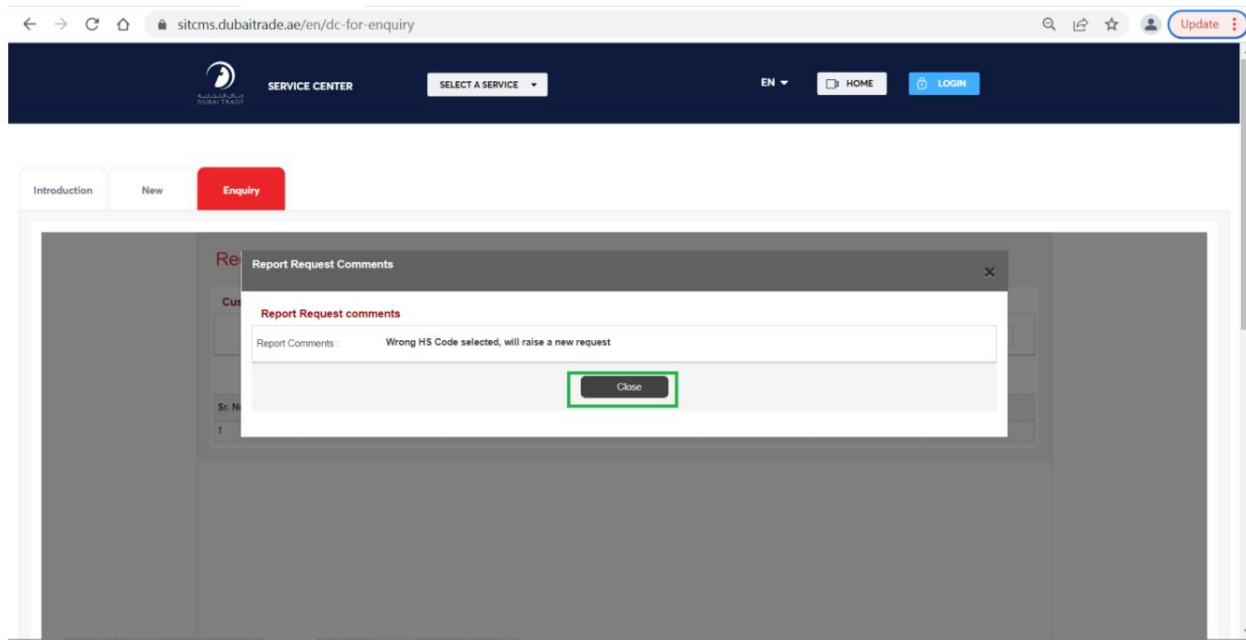 sitcms.dubaitrade.ae/en/dc-for-enquiry
Update
DUBAI TRADE
SERVICE CENTER
SELECT A SERVICE
EN
HOME
LOGIN
Introduction
New
Enquiry
Re
Report Request Comments
Cus
Report Request comments
Report Comments :
Wrong HS Code selected, will raise a new request
Close
Sr. N
1